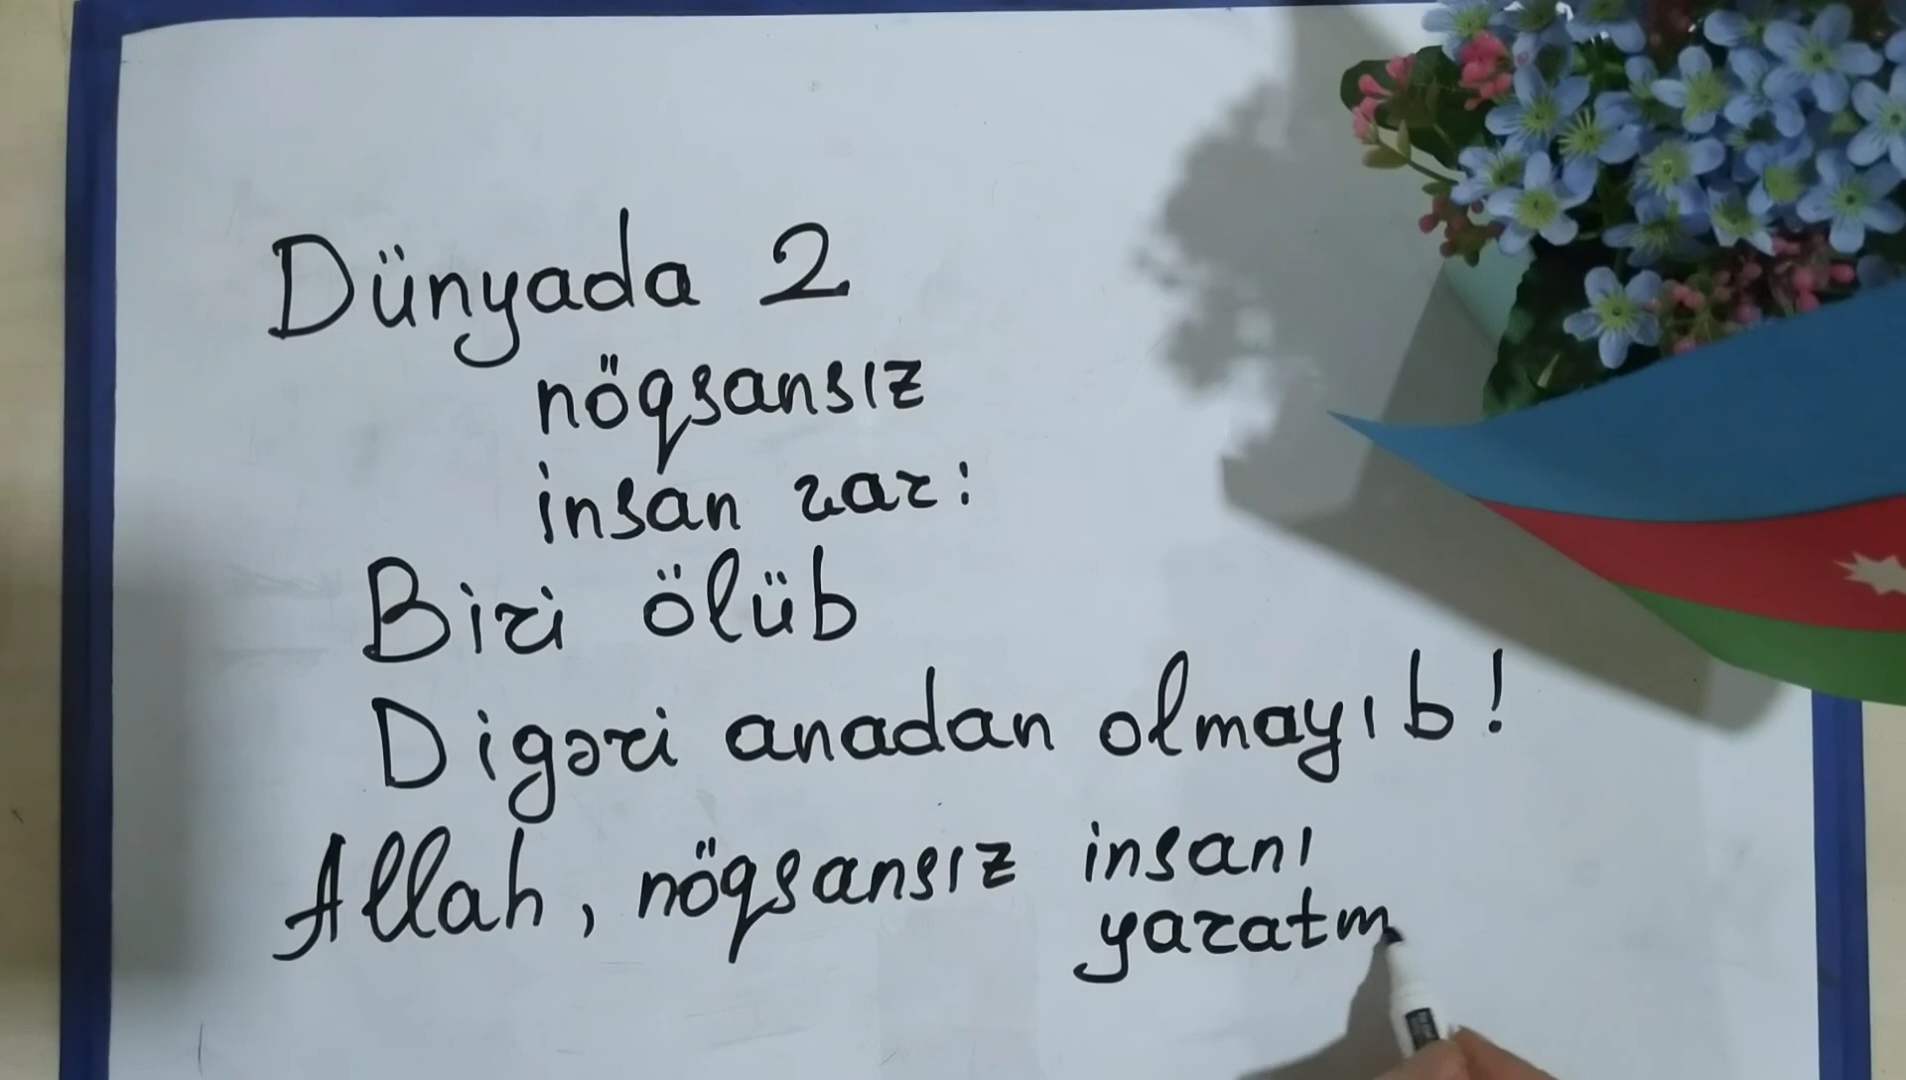 Dünyada 2
nöqsansız
insan var:
Biri ölüb
Digəri anadan olmayıb!
Allah, nöqsansız insanı
yaratm